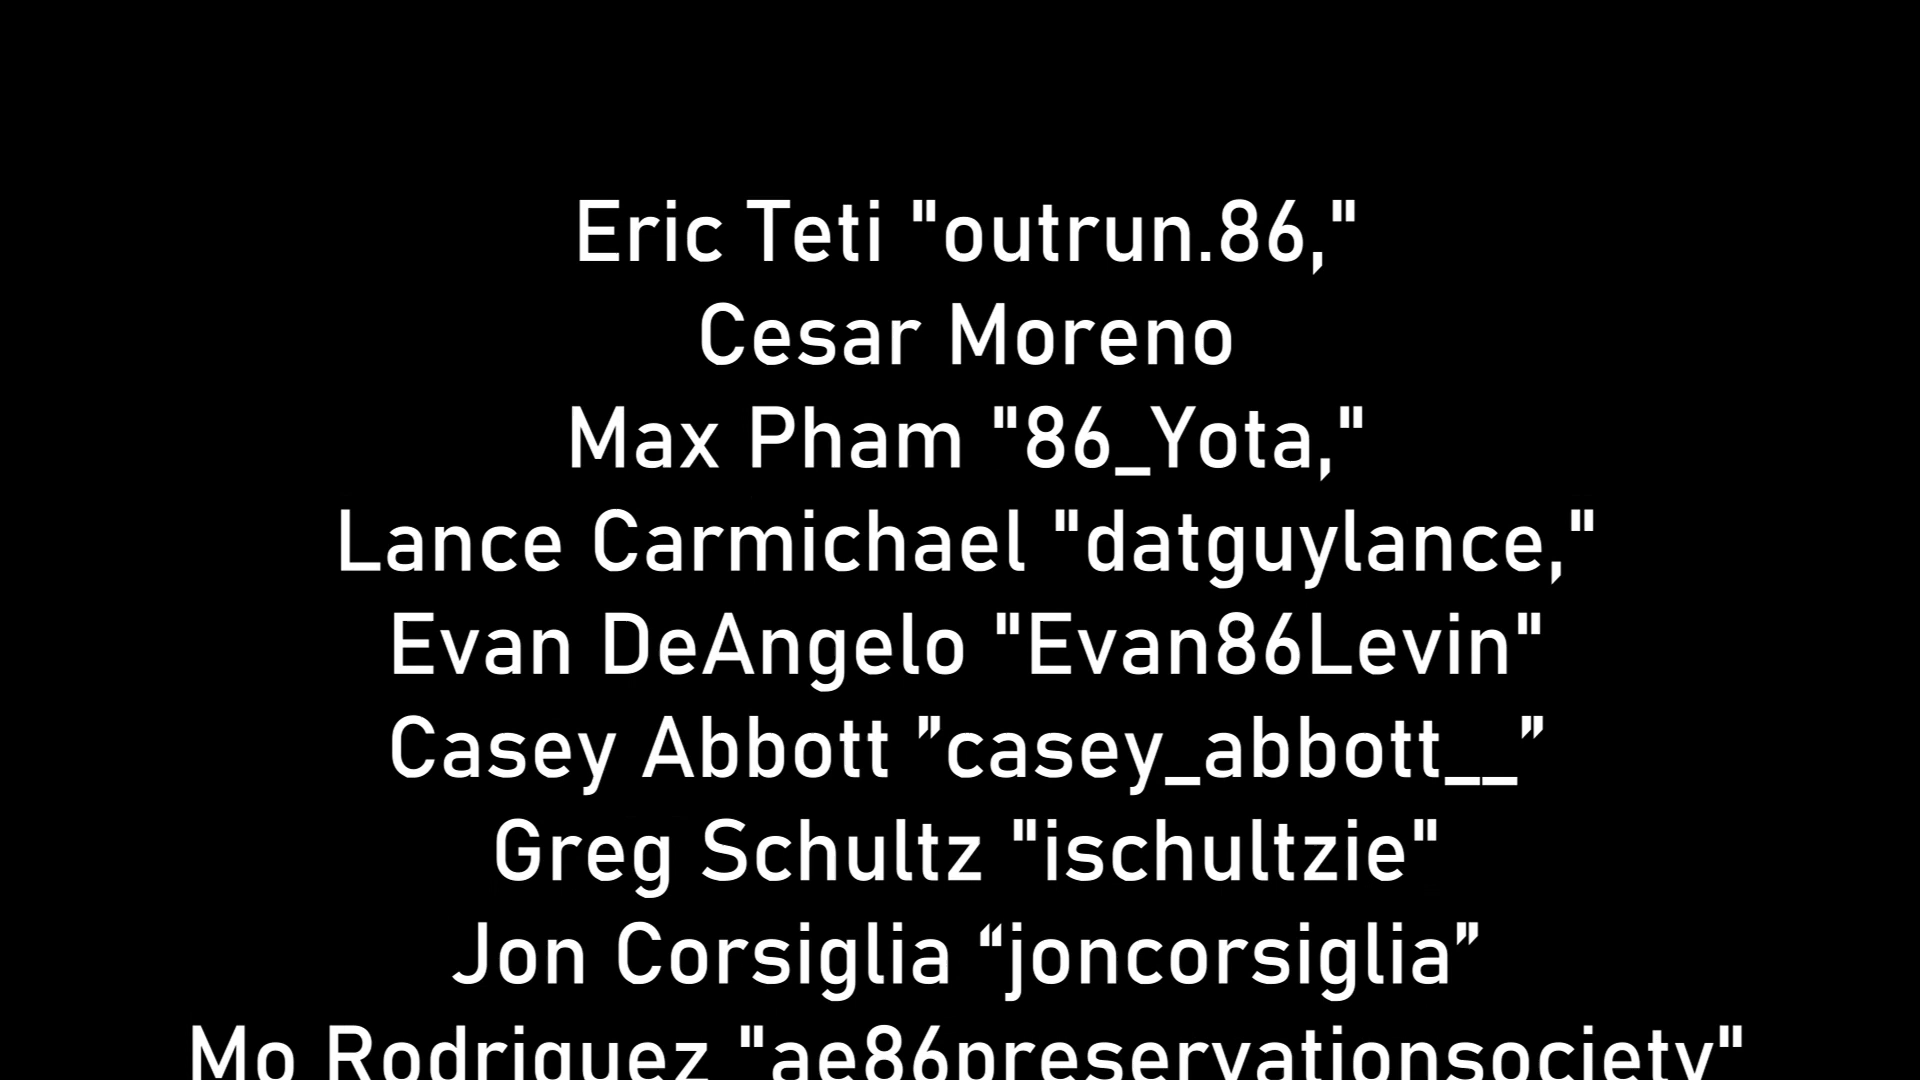 Eric Teti "outrun.86,"
Cesar Moreno
Max Pham "86_Yota,"
Lance Carmichael "datguylance,"
Evan DeAngelo "Evan86Levin"
Casey Abbott ”casey_abbott__”
Greg Schultz "ischultzie"
Jon Corsiglia “joncorsiglia”
Mo Rodriguez "ae86preservationsociety"